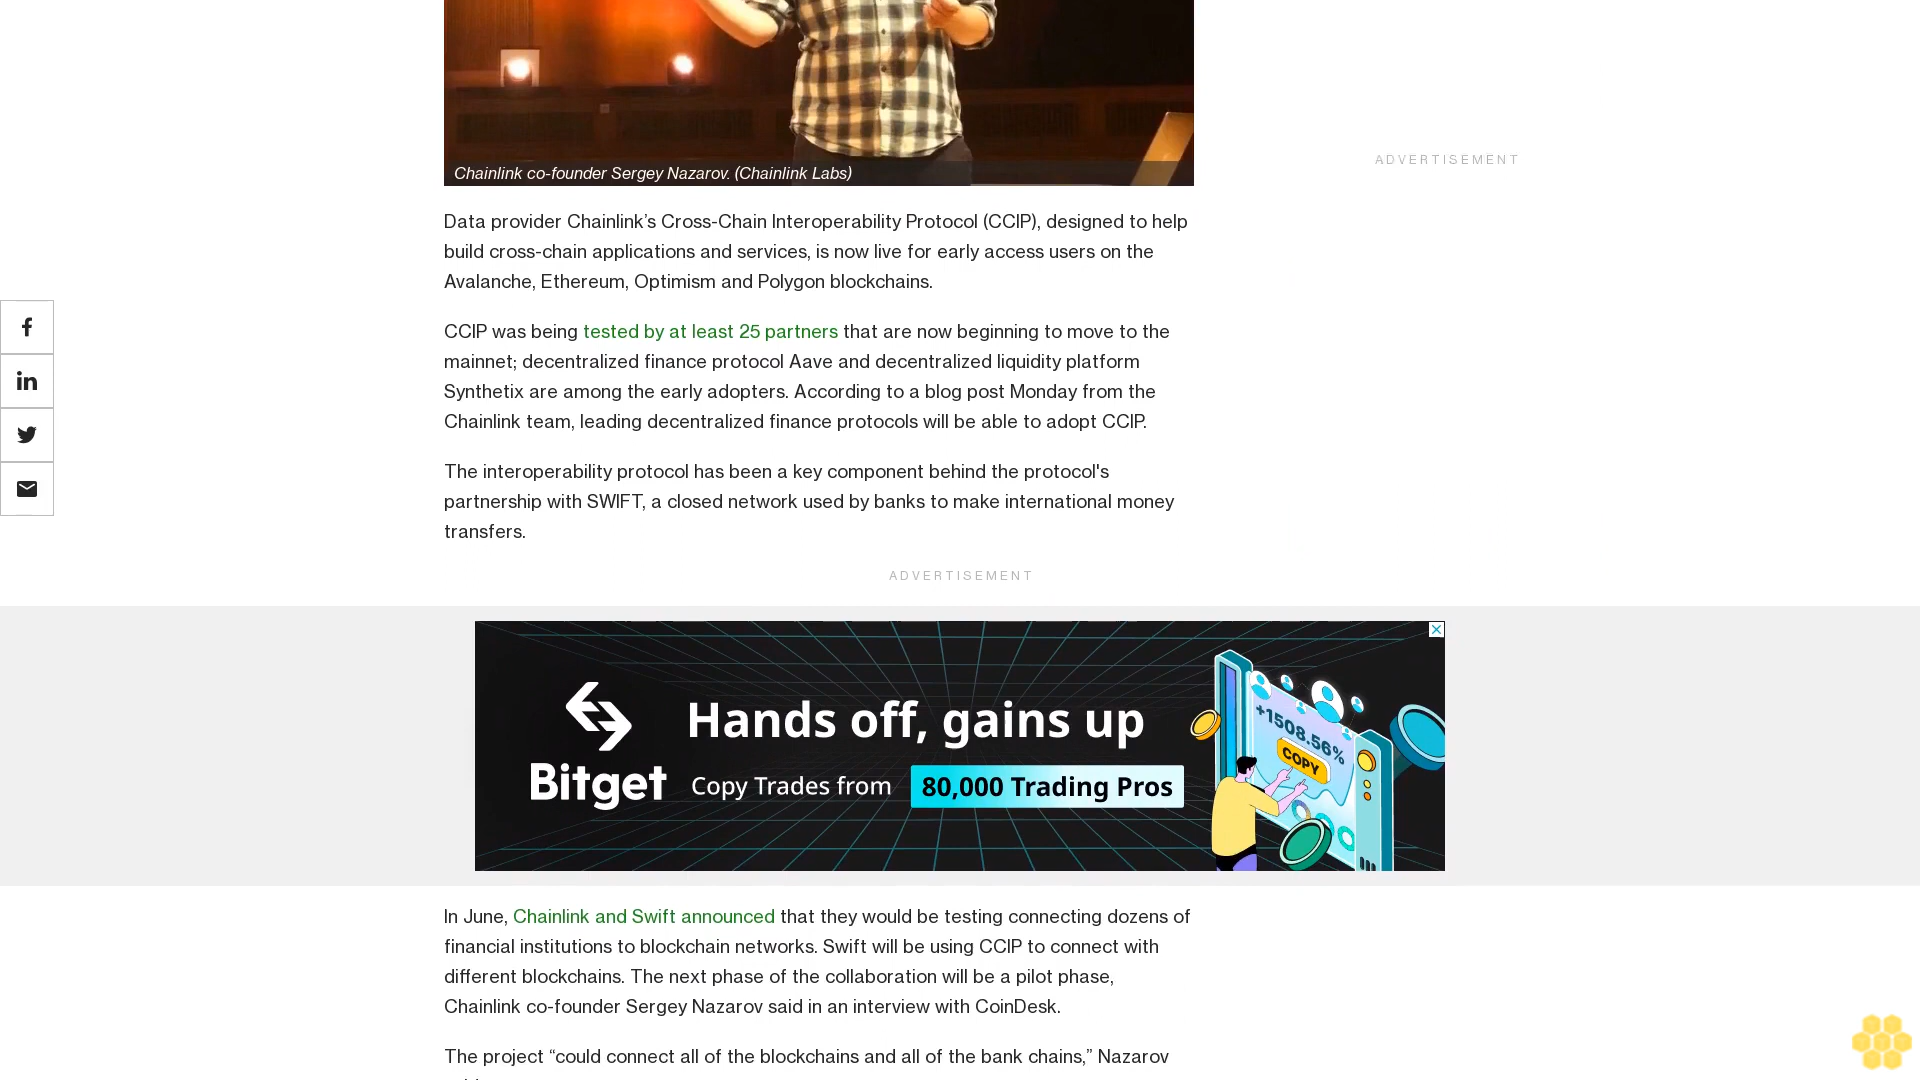 Chainlink co-founder Sergey Nazarov. (Chainlink Labs)
ADVERTISEMENT
Data provider Chainlink’s Cross-Chain Interoperability Protocol (CCIP), designed to help
build cross-chain applications and services, is now live for early access users on the
Avalanche, Ethereum, Optimism and Polygon blockchains.
CCIP was being tested by at least 25 partners that are now beginning to move to the
mainnet; decentralized finance protocol Aave and decentralized liquidity platform
Synthetix are among the early adopters. According to a blog post Monday from the
Chainlink team, leading decentralized finance protocols will be able to adopt CCIP.
The interoperability protocol has been a key component behind the protocol's
partnership with SWIFT, a closed network used by banks to make international money
transfers.
ADVERTISEMENT
Bitget
Hands off, gains up
Copy Trades from 80,000 Trading Pros
+1508.56%
COPY
In June, Chainlink and Swift announced that they would be testing connecting dozens of
financial institutions to blockchain networks. Swift will be using CCIP to connect with
different blockchains. The next phase of the collaboration will be a pilot phase,
Chainlink co-founder Sergey Nazarov said in an interview with CoinDesk.
The project “could connect all of the blockchains and all of the bank chains,” Nazarov